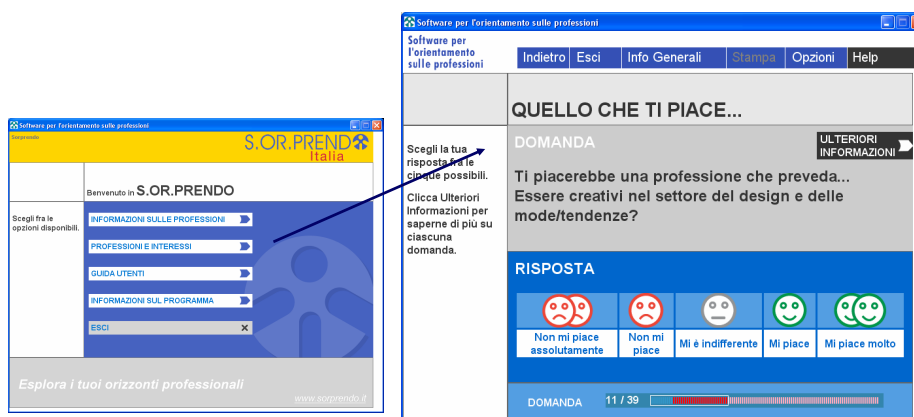 Software per l'orientamento sulle professioni
Sorprendo
S.OR.PREND
Italia
Benvenuto in S.OR.PRENDO
Scegli fra le
opzioni disponibili.
INFORMAZIONI SULLE PROFESSIONI
PROFESSIONI E INTERESSI
GUIDA UTENTI
INFORMAZIONI SUL PROGRAMMA
ESCI
Esplora i tuoi orizzonti professionali
www.sorprendo.it
Software per l'orientamento sulle professioni
Software per
l'orientamento
sulle professioni
Indietro Esci Info Generali Stampa Opzioni Help
QUELLO CHE TI PIACE...
Scegli la tua
risposta fra le
cinque possibili.
Clicca Ulteriori
Informazioni per
saperne di più su
ciascuna
domanda.
DOMANDA
ULTERIORI
INFORMAZIONI
Ti piacerebbe una professione che preveda...
Essere creativi nel settore del design e delle
mode/tendenze?
RISPOSTA
Non mi piace
assolutamente
Non mi
piace
Mi è indifferente
Mi piace
Mi piace molto
DOMANDA 11 / 39